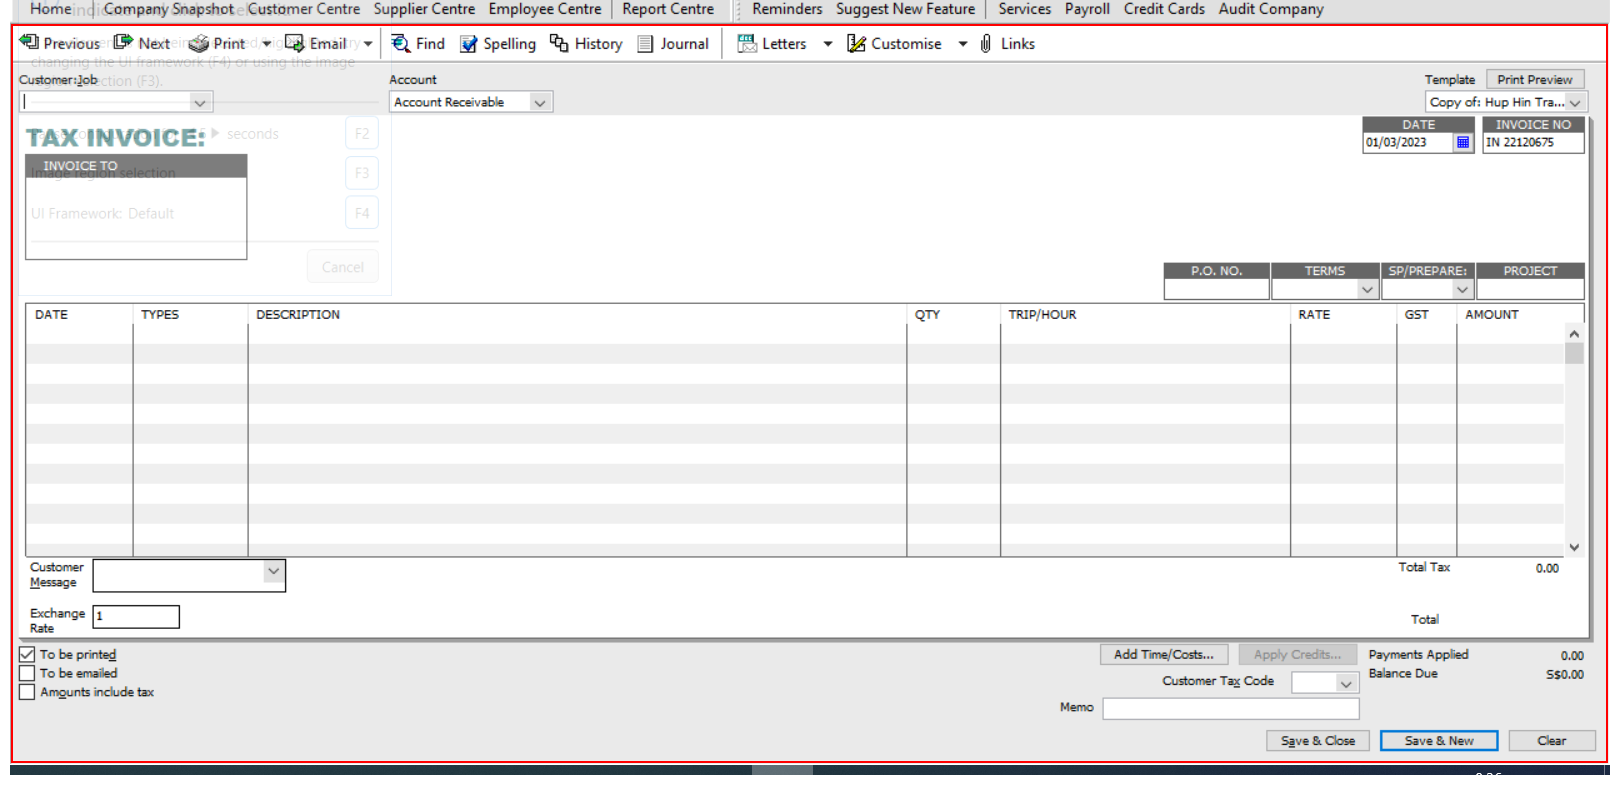 Home Company Snapshot Customer Centre Supplier Centre Employee Centre Report Centre Reminders Suggest New Feature Services Payroll Credit Cards Audit Company
Previous Next Print Email Find Spelling History Journal Letters Customise Links
changing the UI framework (F4) or using the image
region selection (F3).
Customer:Job Account Template Print Preview
Account Receivable Copy of: Hup Hin Tra...
TAX INVOICE: seconds F2 DATE INVOICE NO
01/03/2023 IN 22120675
INVOICE TO
Image region selection F3
UI Framework: Default F4
Cancel
P.O. NO. TERMS SP/PREPARE: PROJECT
DATE TYPES DESCRIPTION QTY TRIP/HOUR RATE GST AMOUNT
Customer Message Total Tax 0.00
Exchange Rate 1 Total
To be printed Add Time/Costs... Apply Credits... Payments Applied 0.00
To be emailed Customer Tax Code Balance Due S$0.00
Amounts include tax
Memo
Save & Close Save & New Clear